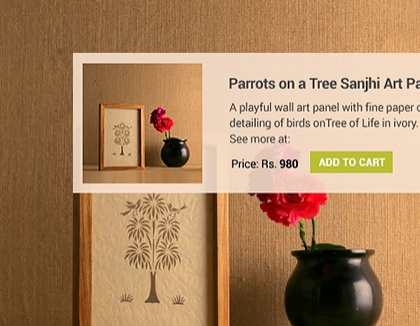 Parrots on a Tree Sanjhi Art
A playful wall art panel with fine paper
detailing of birds onTree of Life in ivory.
See more at:
Price: Rs. 980
ADD TO CART